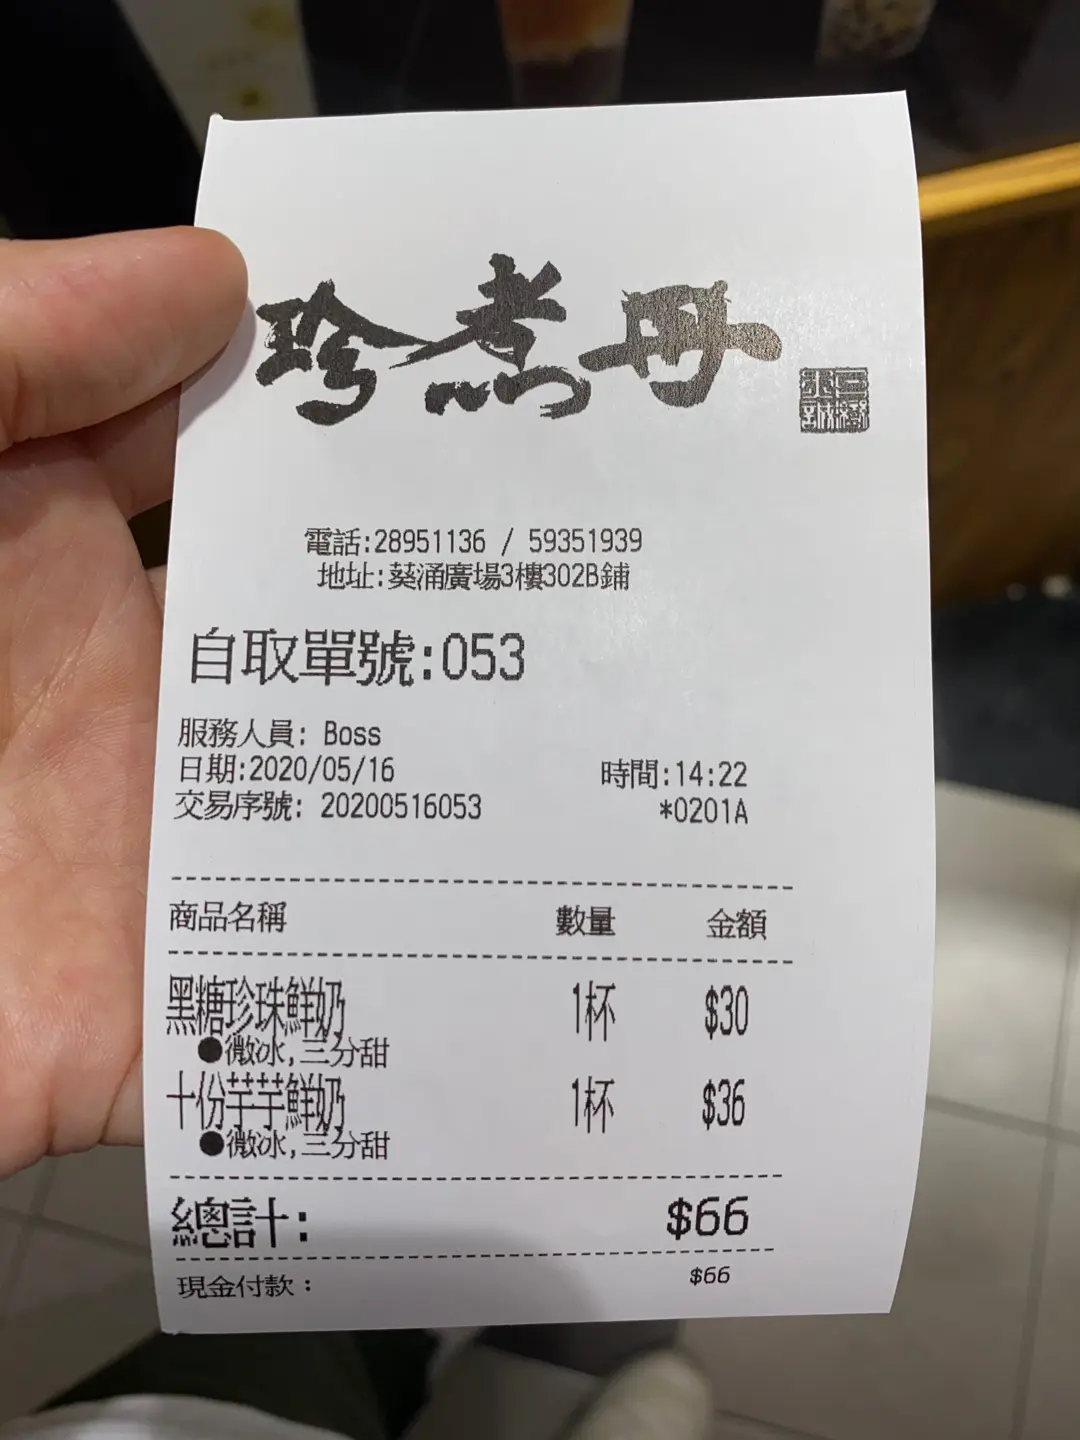 珍煮丹
電話:28951136 / 59351939
地址:葵涌廣場3樓302B鋪
自取單號:053
服務人員: Boss
日期:2020/05/16 時間:14:22
交易序號: 20200516053 *0201A
商品名稱 數量 金額
黑糖珍珠鮮奶 1杯 $30
●微冰,三分甜
十份芋芋鮮奶 1杯 $36
●微冰,三分甜
總計: $66
現金付款: $66